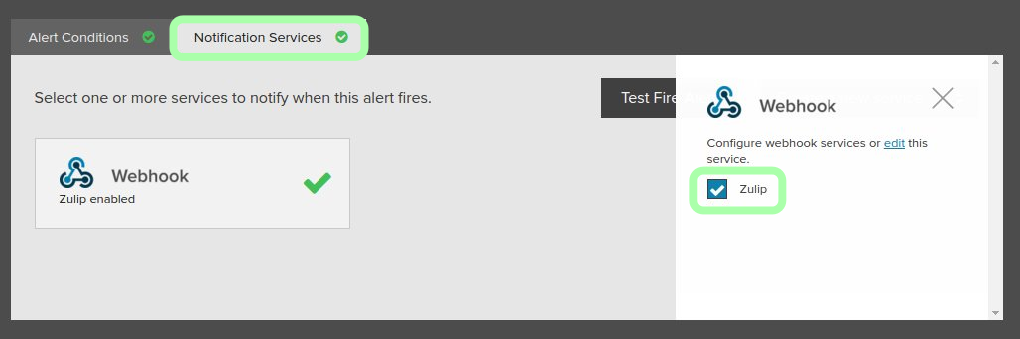 Alert Conditions
Notification Services
Select one or more services to notify when this alert fires.
Test Fire
Webhook
Zulip enabled
Webhook
Configure webhook services or edit this
service.
Zulip